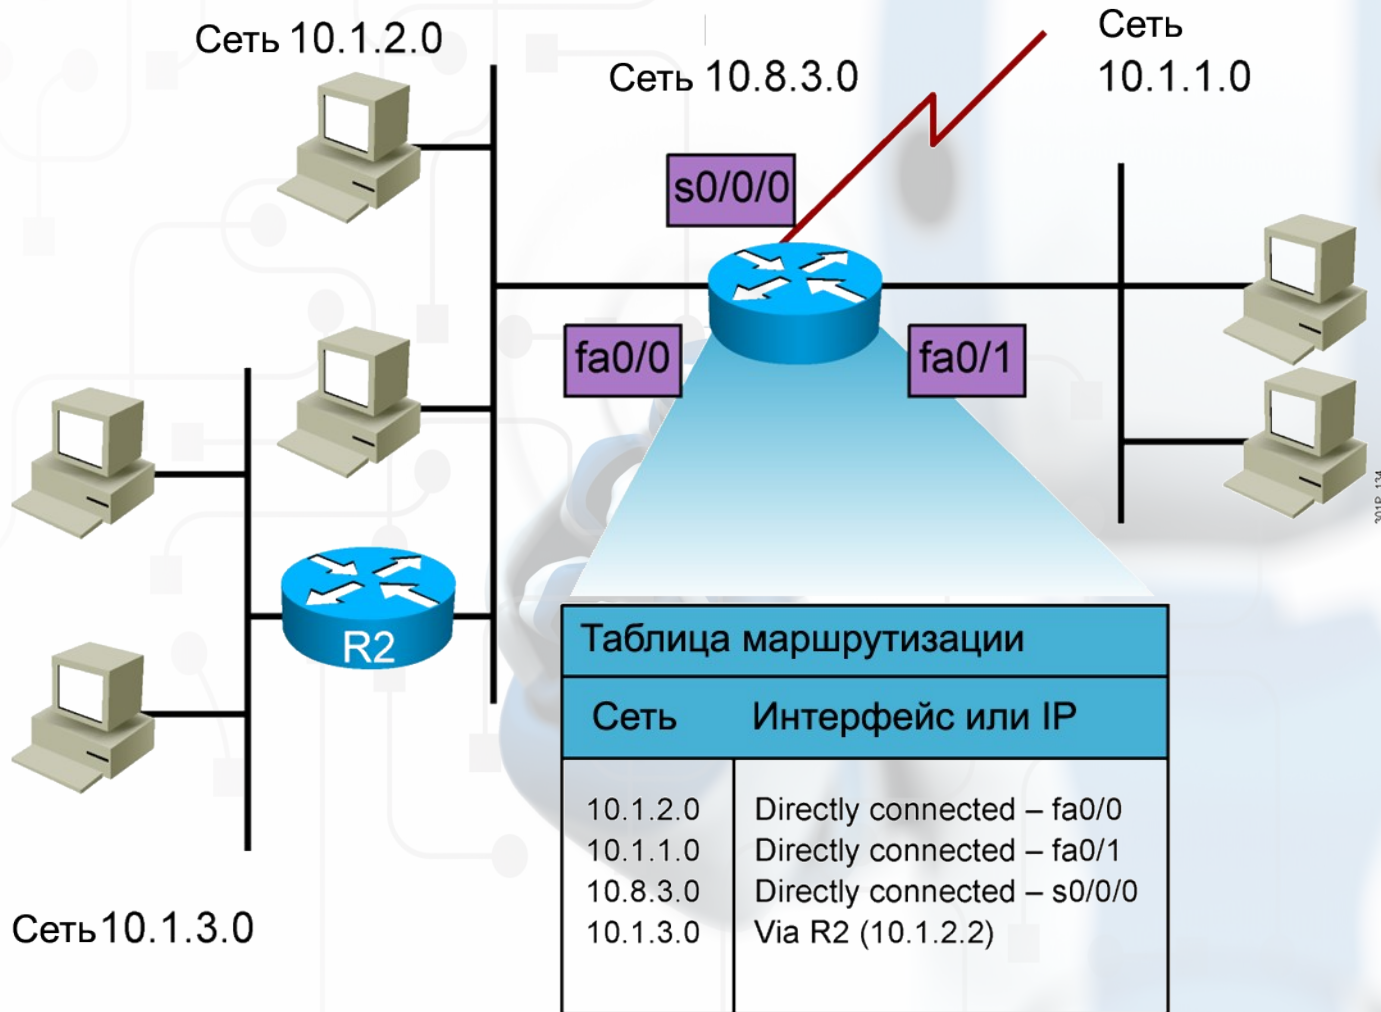 Сеть 10.1.2.0
Сеть 10.8.3.0
Сеть
10.1.1.0
s0/0/0
fa0/0
fa0/1
R2
Сеть 10.1.3.0
Таблица маршрутизации
Сеть Интерфейс или IP
10.1.2.0 Directly connected – fa0/0
10.1.1.0 Directly connected – fa0/1
10.8.3.0 Directly connected – s0/0/0
10.1.3.0 Via R2 (10.1.2.2)